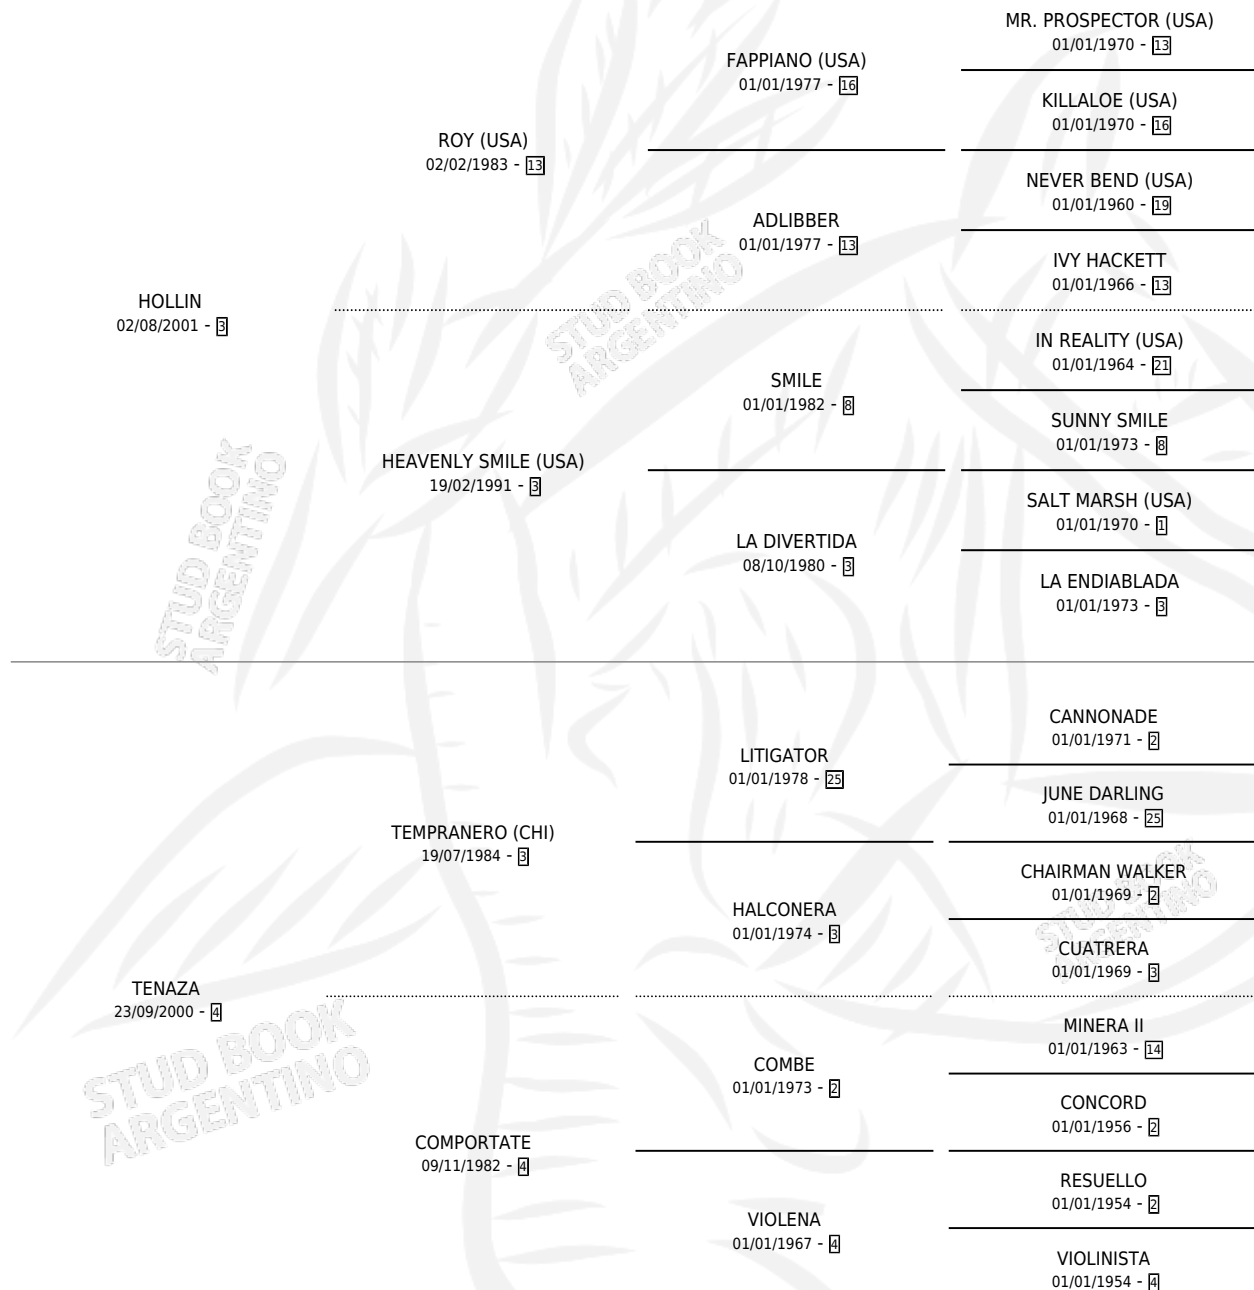 MR. PROSPECTOR (USA)
01/01/1970 - 13
FAPPIANO (USA)
01/01/1977 - 16
KILLALOE (USA)
01/01/1970 - 16
ROY (USA)
02/02/1983 - 13
NEVER BEND (USA)
01/01/1960 - 19
ADLIBBER
01/01/1977 - 13
IVY HACKETT
01/01/1966 - 13
HOLLIN
02/08/2001 - 3
IN REALITY (USA)
01/01/1964 - 21
SMILE
01/01/1982 - 8
SUNNY SMILE
01/01/1973 - 8
HEAVENLY SMILE (USA)
19/02/1991 - 3
SALT MARSH (USA)
01/01/1970 - 1
LA DIVERTIDA
08/10/1980 - 3
LA ENDIABLADA
01/01/1973 - 3
CANNONADE
01/01/1971 - 2
LITIGATOR
01/01/1978 - 25
JUNE DARLING
01/01/1968 - 25
TEMPRANERO (CHI)
19/07/1984 - 3
CHAIRMAN WALKER
01/01/1969 - 2
HALCONERA
01/01/1974 - 3
CUATRERA
01/01/1969 - 3
TENAZA
23/09/2000 - 4
MINERA II
01/01/1963 - 14
COMBE
01/01/1973 - 2
CONCORD
01/01/1956 - 2
COMPORTATE
09/11/1982 - 4
RESUELLO
01/01/1954 - 2
VIOLENA
01/01/1967 - 4
VIOLINISTA
01/01/1954 - 4
STUD BOOK
ARGENTINO
STUD BOOK
ARGENTINO
STUD BOOK
ARGENTINO
STUD BOOK
ARGENTINO